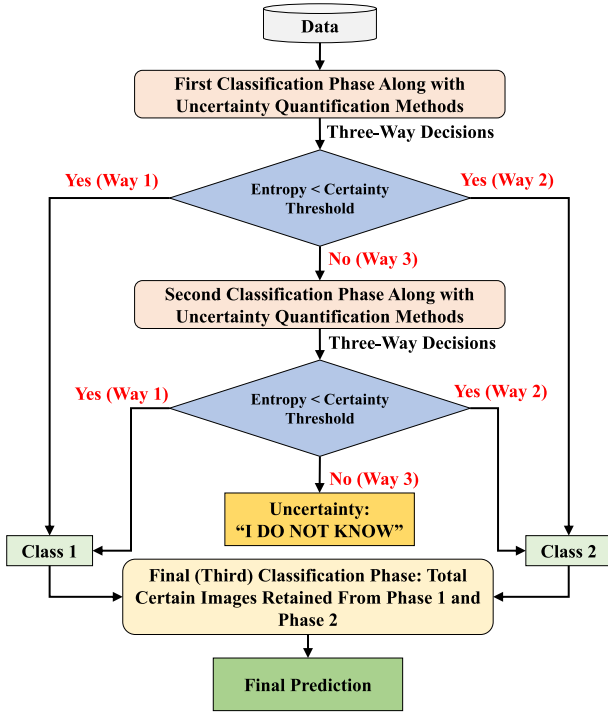 Data
First Classification Phase Along with
Uncertainty Quantification Methods
Three-Way Decisions
Yes (Way 1)
Yes (Way 2)
Entropy < Certainty
Threshold
No (Way 3)
Second Classification Phase Along with
Uncertainty Quantification Methods
Three-Way Decisions
Yes (Way 1)
Yes (Way 2)
Entropy < Certainty
Threshold
No (Way 3)
Uncertainty:
“I DO NOT KNOW”
Class 1
Class 2
Final (Third) Classification Phase: Total
Certain Images Retained From Phase 1 and
Phase 2
Final Prediction